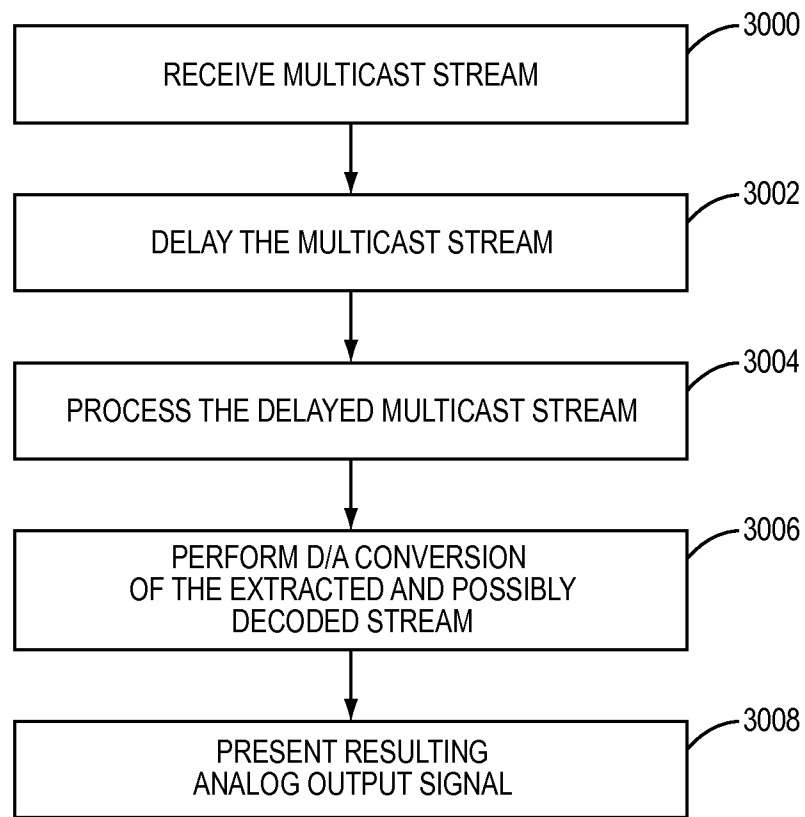 3000
RECEIVE MULTICAST STREAM
3002
DELAY THE MULTICAST STREAM
3004
PROCESS THE DELAYED MULTICAST STREAM
3006
PERFORM D/A CONVERSION
OF THE EXTRACTED AND POSSIBLY
DECODED STREAM
3008
PRESENT RESULTING
ANALOG OUTPUT SIGNAL